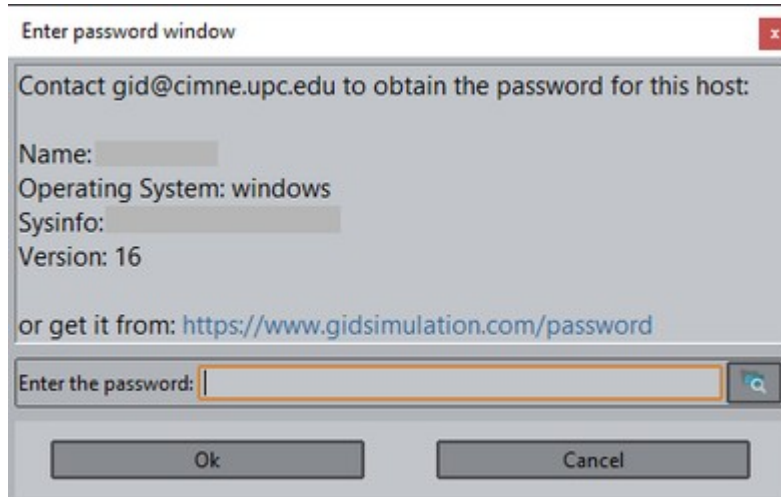 Enter password window
x
Contact gid@cimne.upc.edu to obtain the password for this host:
Name:
Operating System: windows
Sysinfo:
Version: 16
or get it from: https://www.gidsimulation.com/password
Enter the password:
Ok
Cancel